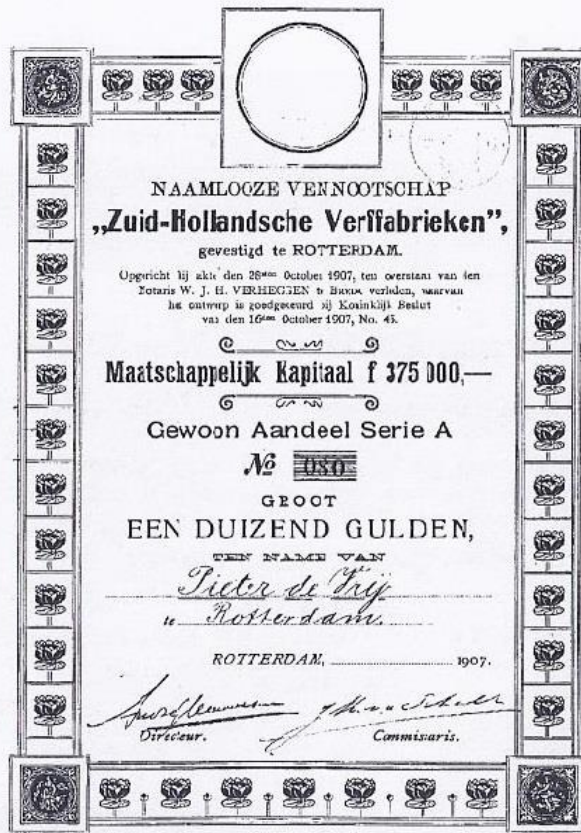 NAAMLOOZE VENNOOTSCHAP
„Zuid-Hollandsche Verffabrieken",
gevestigd te ROTTERDAM.
Opgericht bij akte den 28sten October 1907, ten overstaan van den
Notaris W. J. H. VERHEGGEN te BREDA verleden, waarvan
het ontwerp is goedgekeurd bij Koninklijk Besluit
van den 16den October 1907, No. 45.
Maatschappelijk Kapitaal f 375 000,—
Gewoon Aandeel Serie A
No 080
GROOT
EEN DUIZEND GULDEN,
TEN NAME VAN
Pieter de Vrij
te Rotterdam.
ROTTERDAM, 1907.
Directeur. Commissaris.